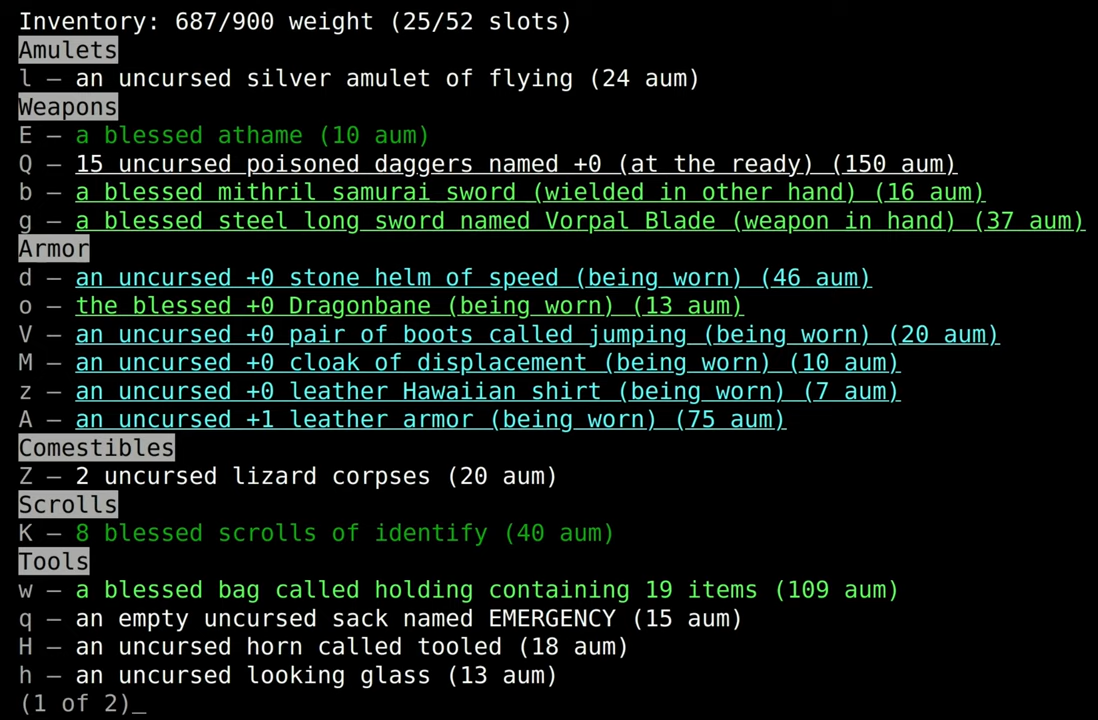 Inventory: 687/900 weight (25/52 slots)
Amulets
l – an uncursed silver amulet of flying (24 aum)
Weapons
E – a blessed athame (10 aum)
Q – 15 uncursed poisoned daggers named +0 (at the ready) (150 aum)
b – a blessed mithril samurai sword (wielded in other hand) (16 aum)
g – a blessed steel long sword named Vorpal Blade (weapon in hand) (37 aum)
Armor
d – an uncursed +0 stone helm of speed (being worn) (46 aum)
o – the blessed +0 Dragonbane (being worn) (13 aum)
V – an uncursed +0 pair of boots called jumping (being worn) (20 aum)
M – an uncursed +0 cloak of displacement (being worn) (10 aum)
z – an uncursed +0 leather Hawaiian shirt (being worn) (7 aum)
A – an uncursed +1 leather armor (being worn) (75 aum)
Comestibles
Z – 2 uncursed lizard corpses (20 aum)
Scrolls
K – 8 blessed scrolls of identify (40 aum)
Tools
w – a blessed bag called holding containing 19 items (109 aum)
q – an empty uncursed sack named EMERGENCY (15 aum)
H – an uncursed horn called tooled (18 aum)
h – an uncursed looking glass (13 aum)
(1 of 2)_